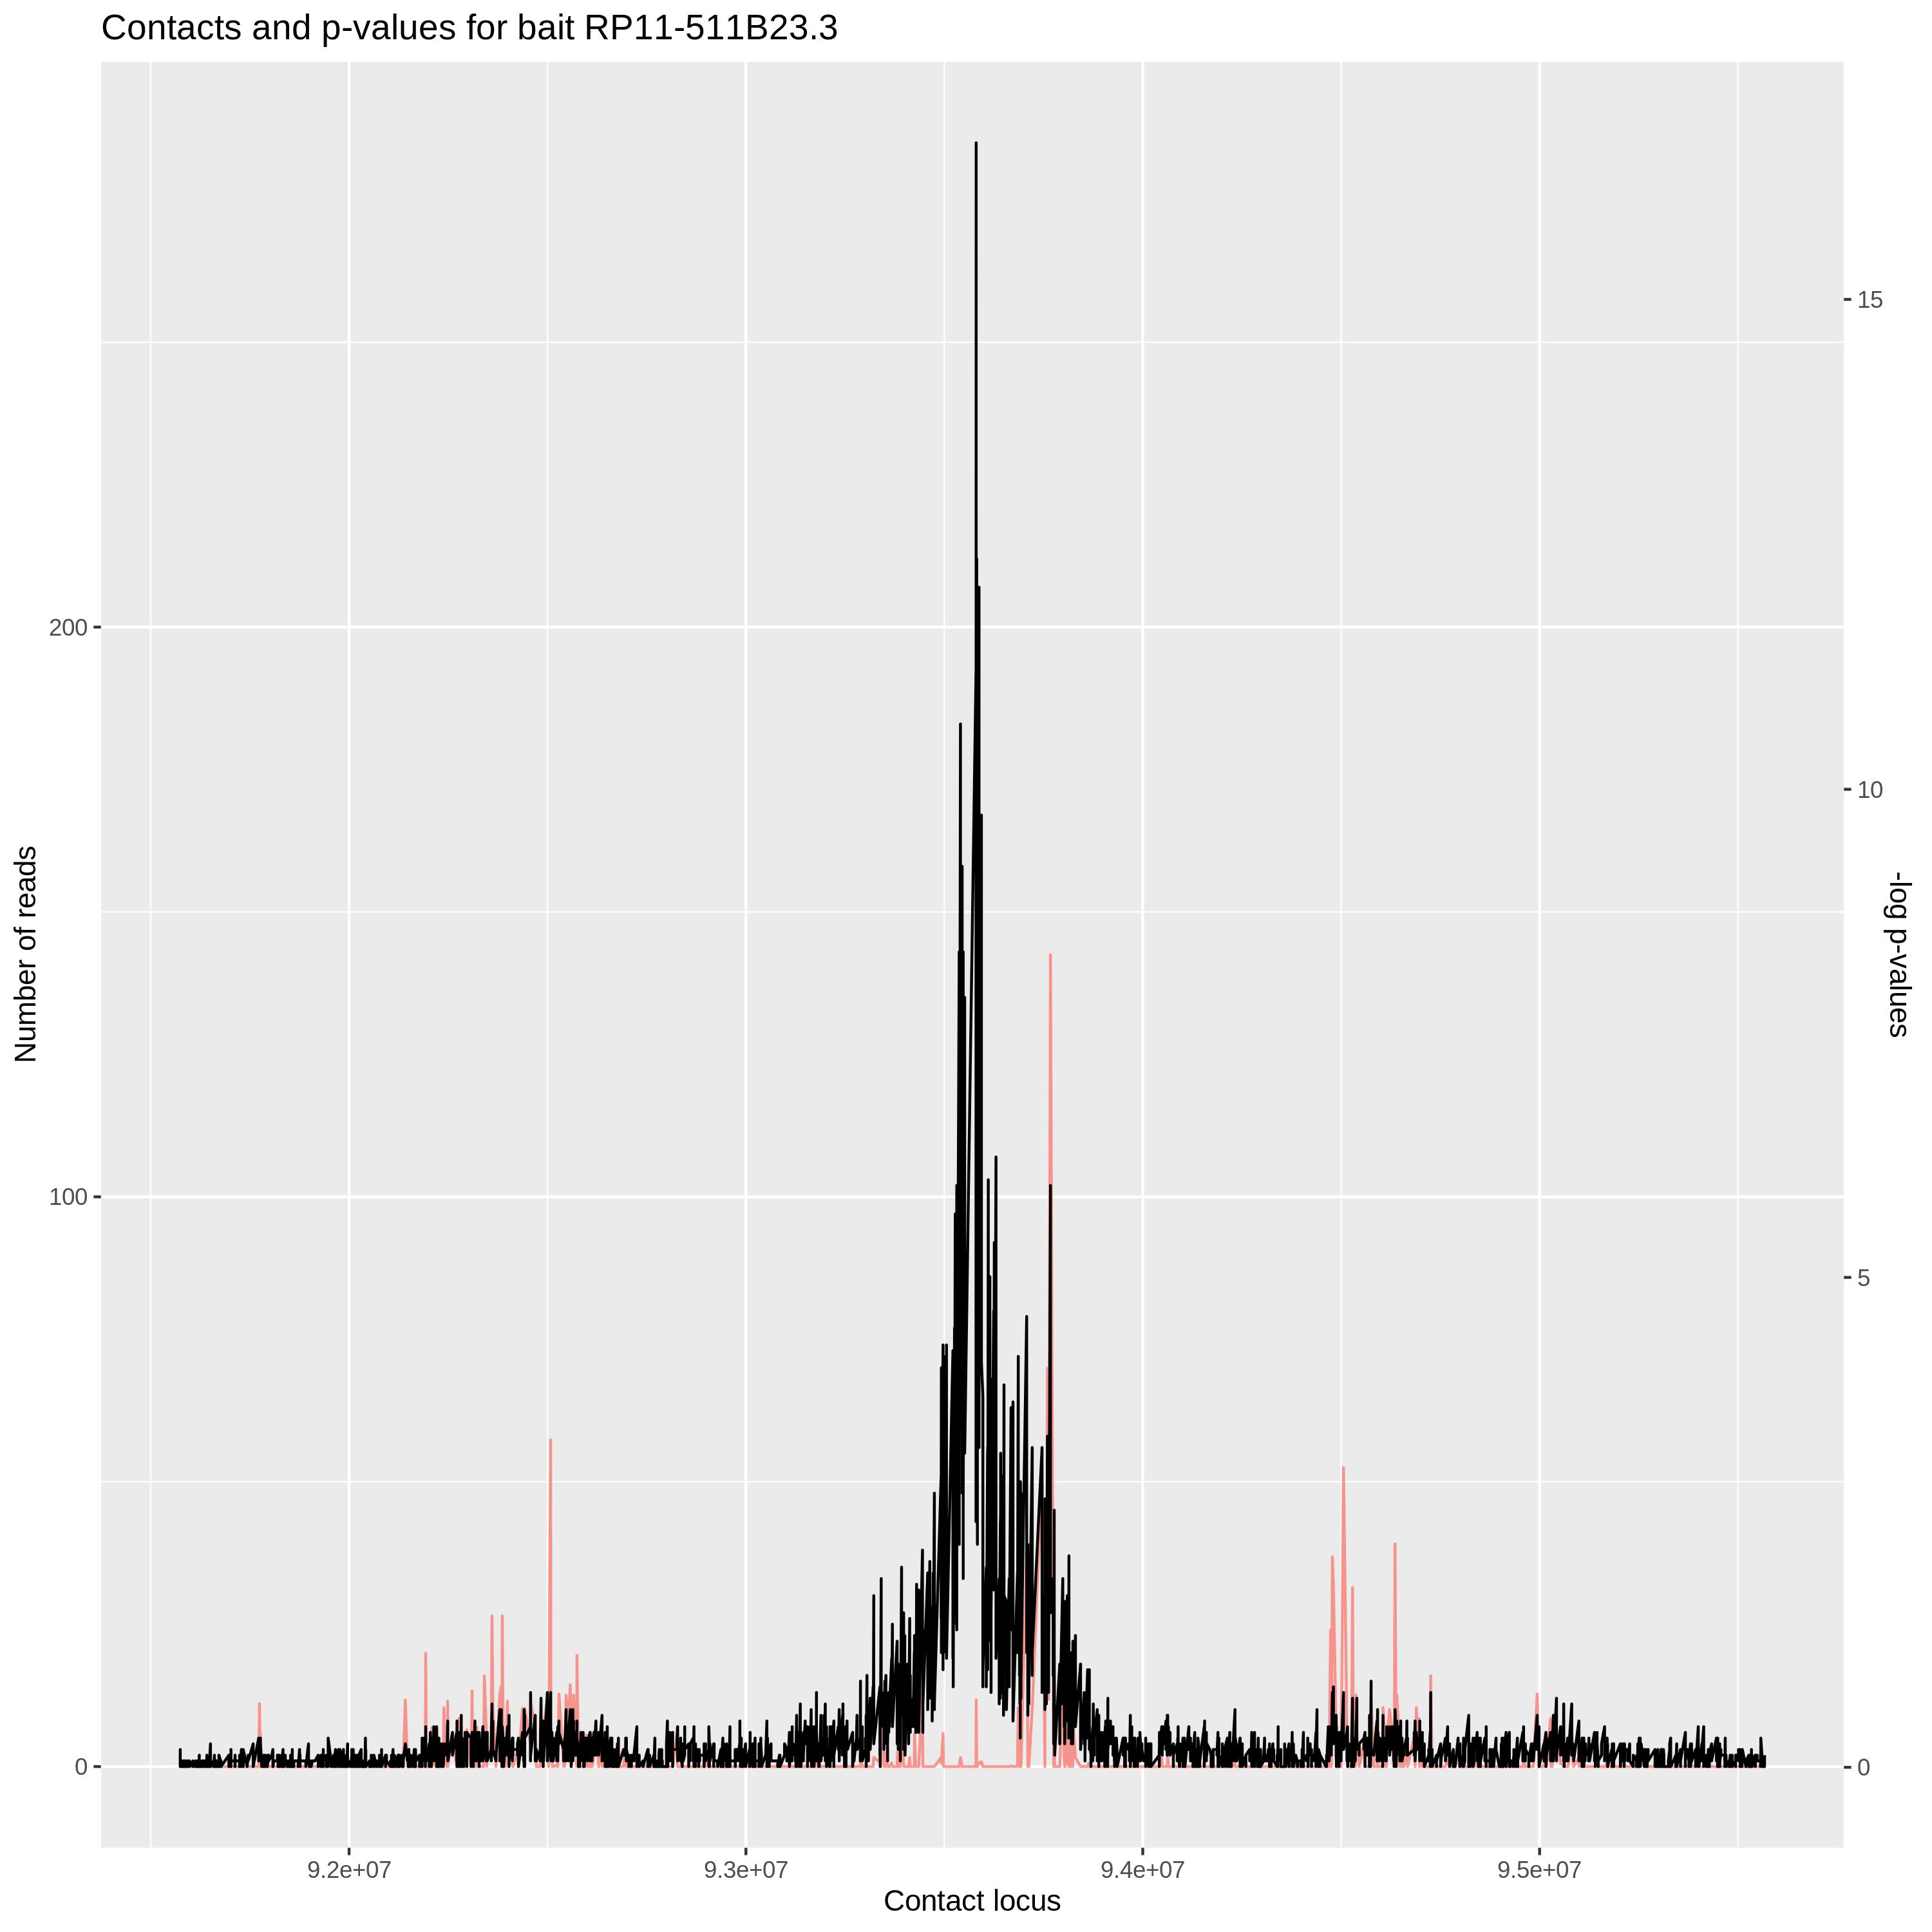 Contacts and p-values for bait RP11-511B23.3
Number of reads
200
100
0
15
10
5
0
-log p-values
9.2e+07
9.3e+07
9.4e+07
9.5e+07
Contact locus